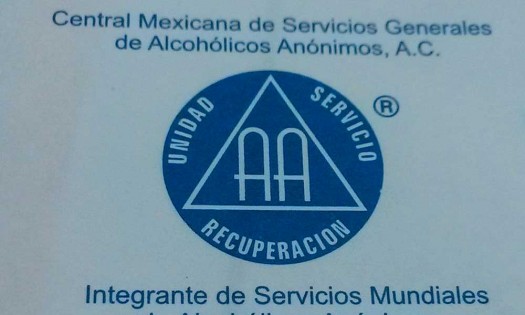 Central Mexicana de Servicios Generales
de Alcohólicos Anónimos, A.C.
UNIDAD
SERVICIO
®
AA
RECUPERACION
Integrante de Servicios Mundiales